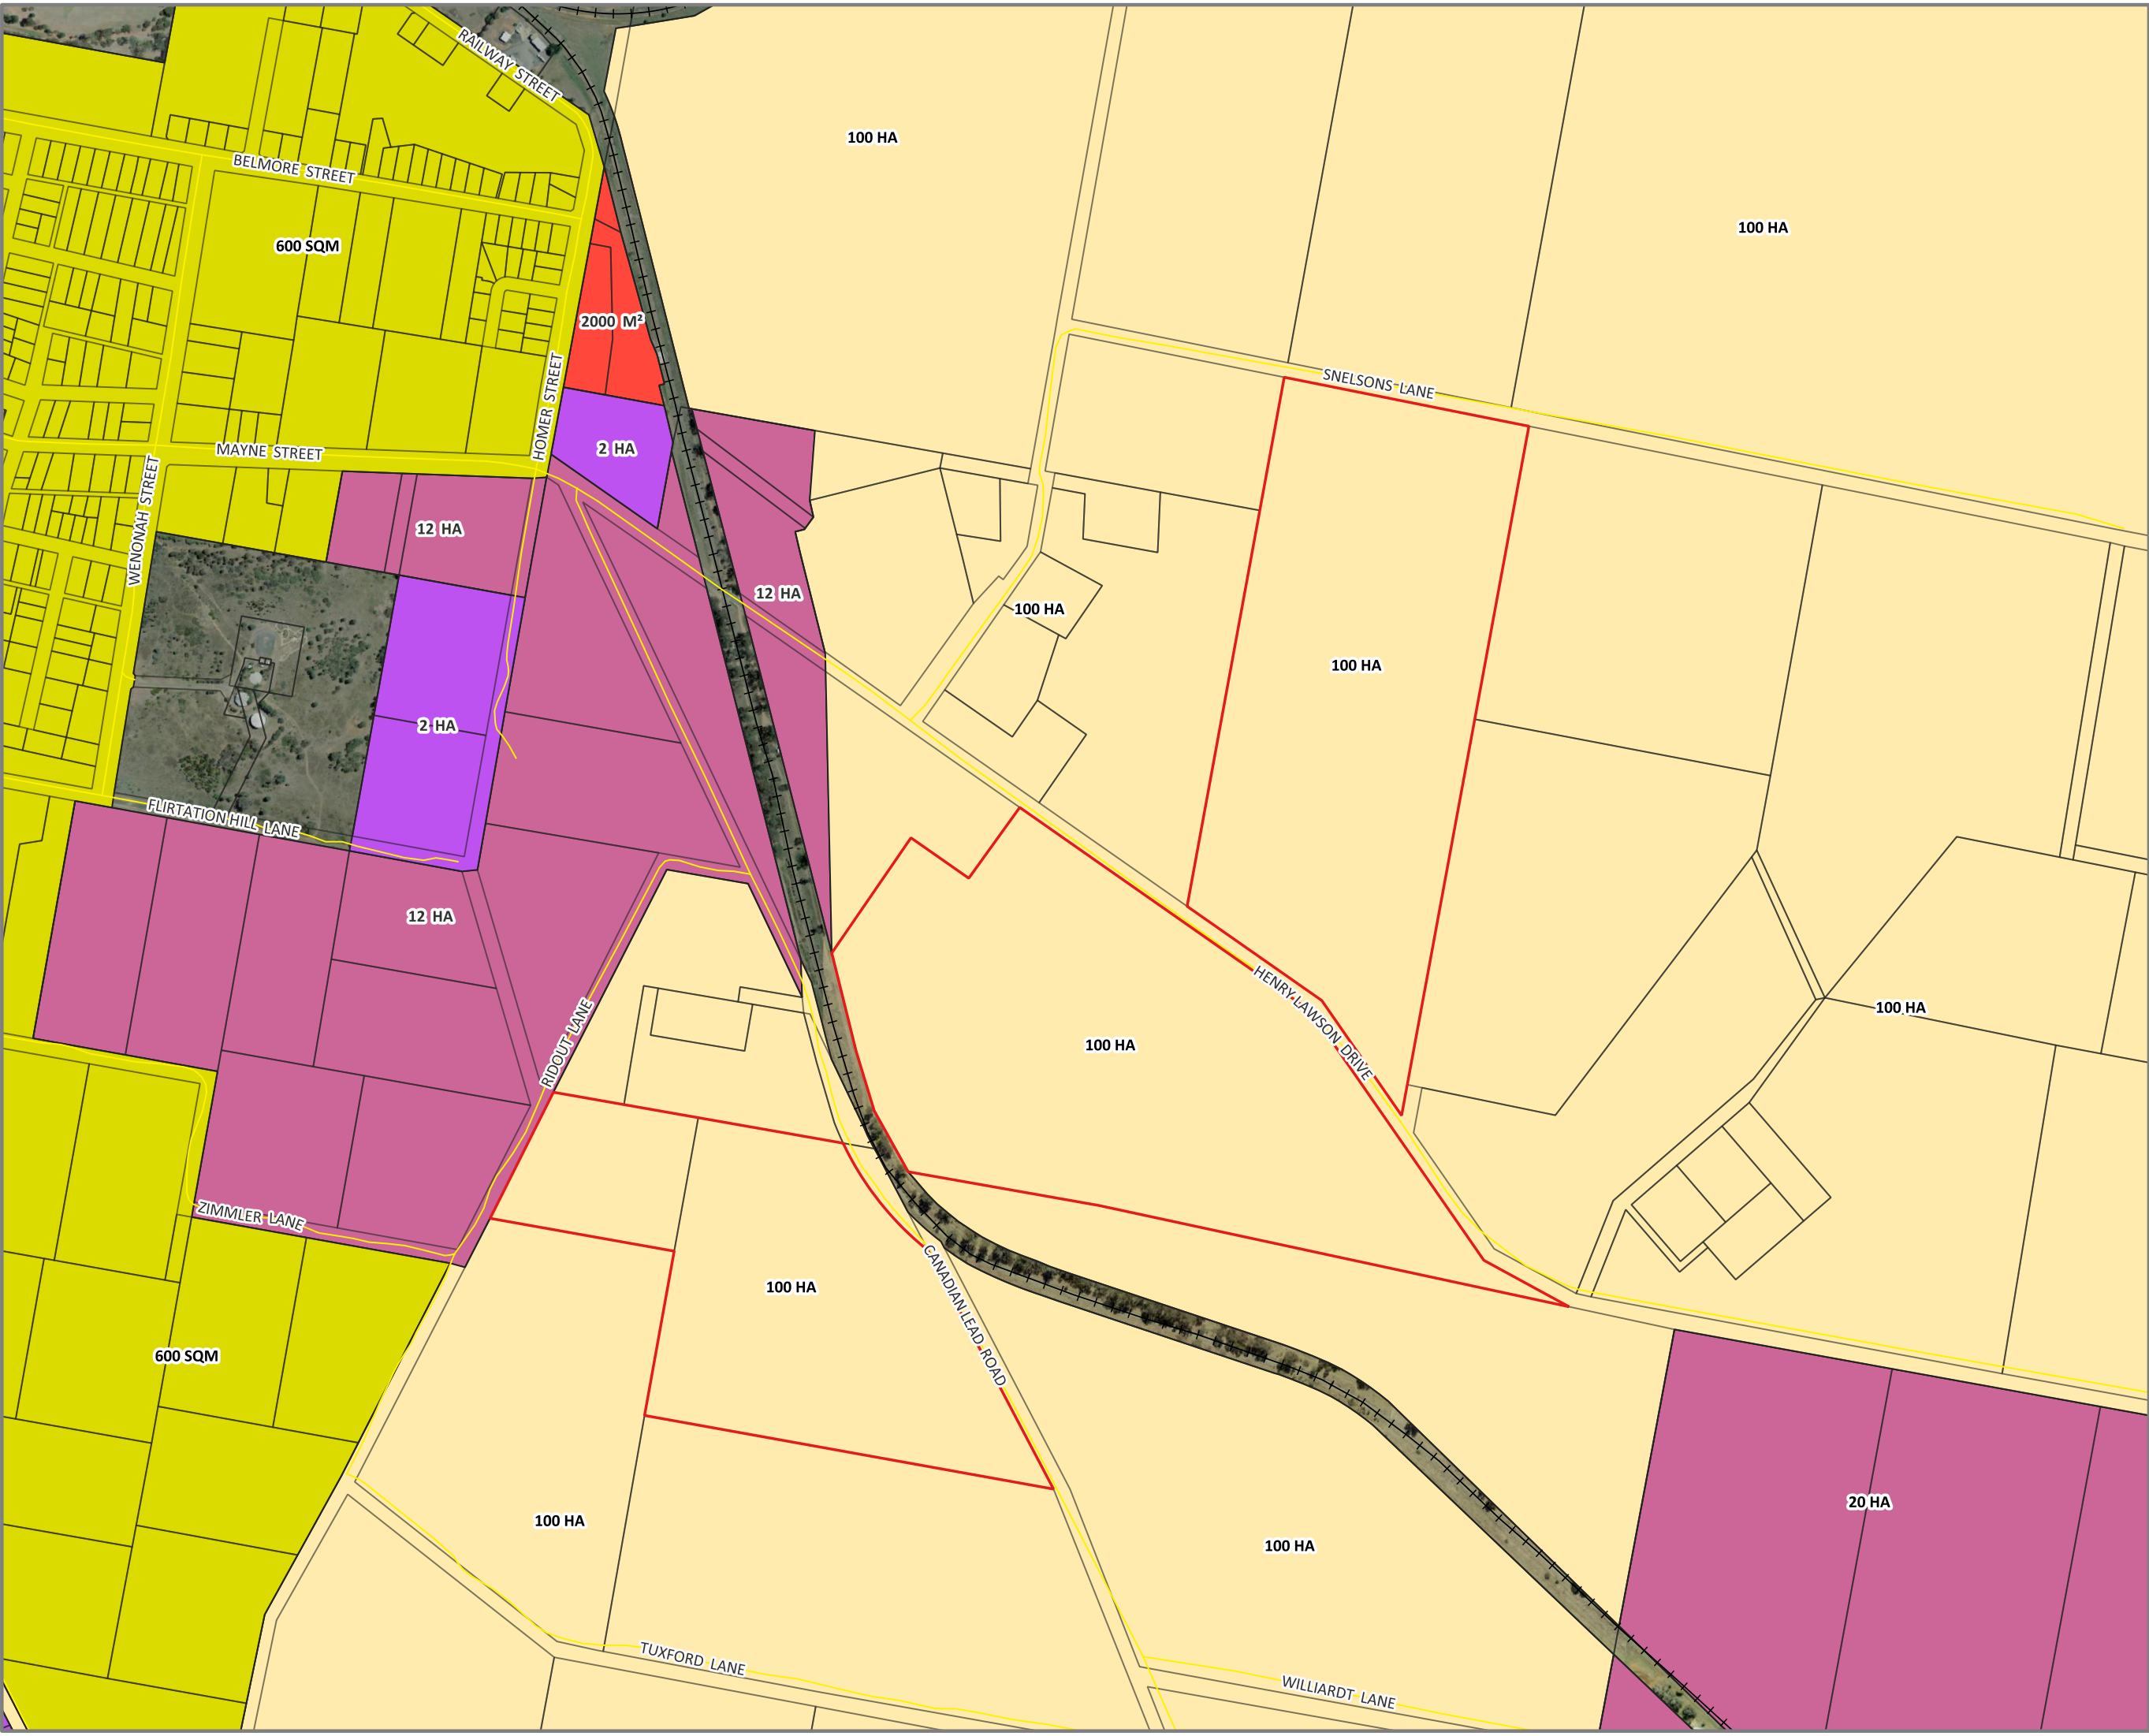 RAILWAY STREET
100 HA
BELMORE STREET
100 HA
600 SQM
2000 M²
SNELSONS LANE
HOMER STREET
2 HA
MAYNE STREET
WENONAH STREET
12 HA
12 HA
100 HA
100 HA
2 HA
FLIRTATION HILL LANE
12 HA
HENRY LAWSON DRIVE
100 HA
RIDOUT LANE
100 HA
ZIMMLER LANE
CANADIAN LEAD ROAD
100 HA
600 SQM
20 HA
100 HA
100 HA
TUXFORD LANE
WILLIARDT LANE